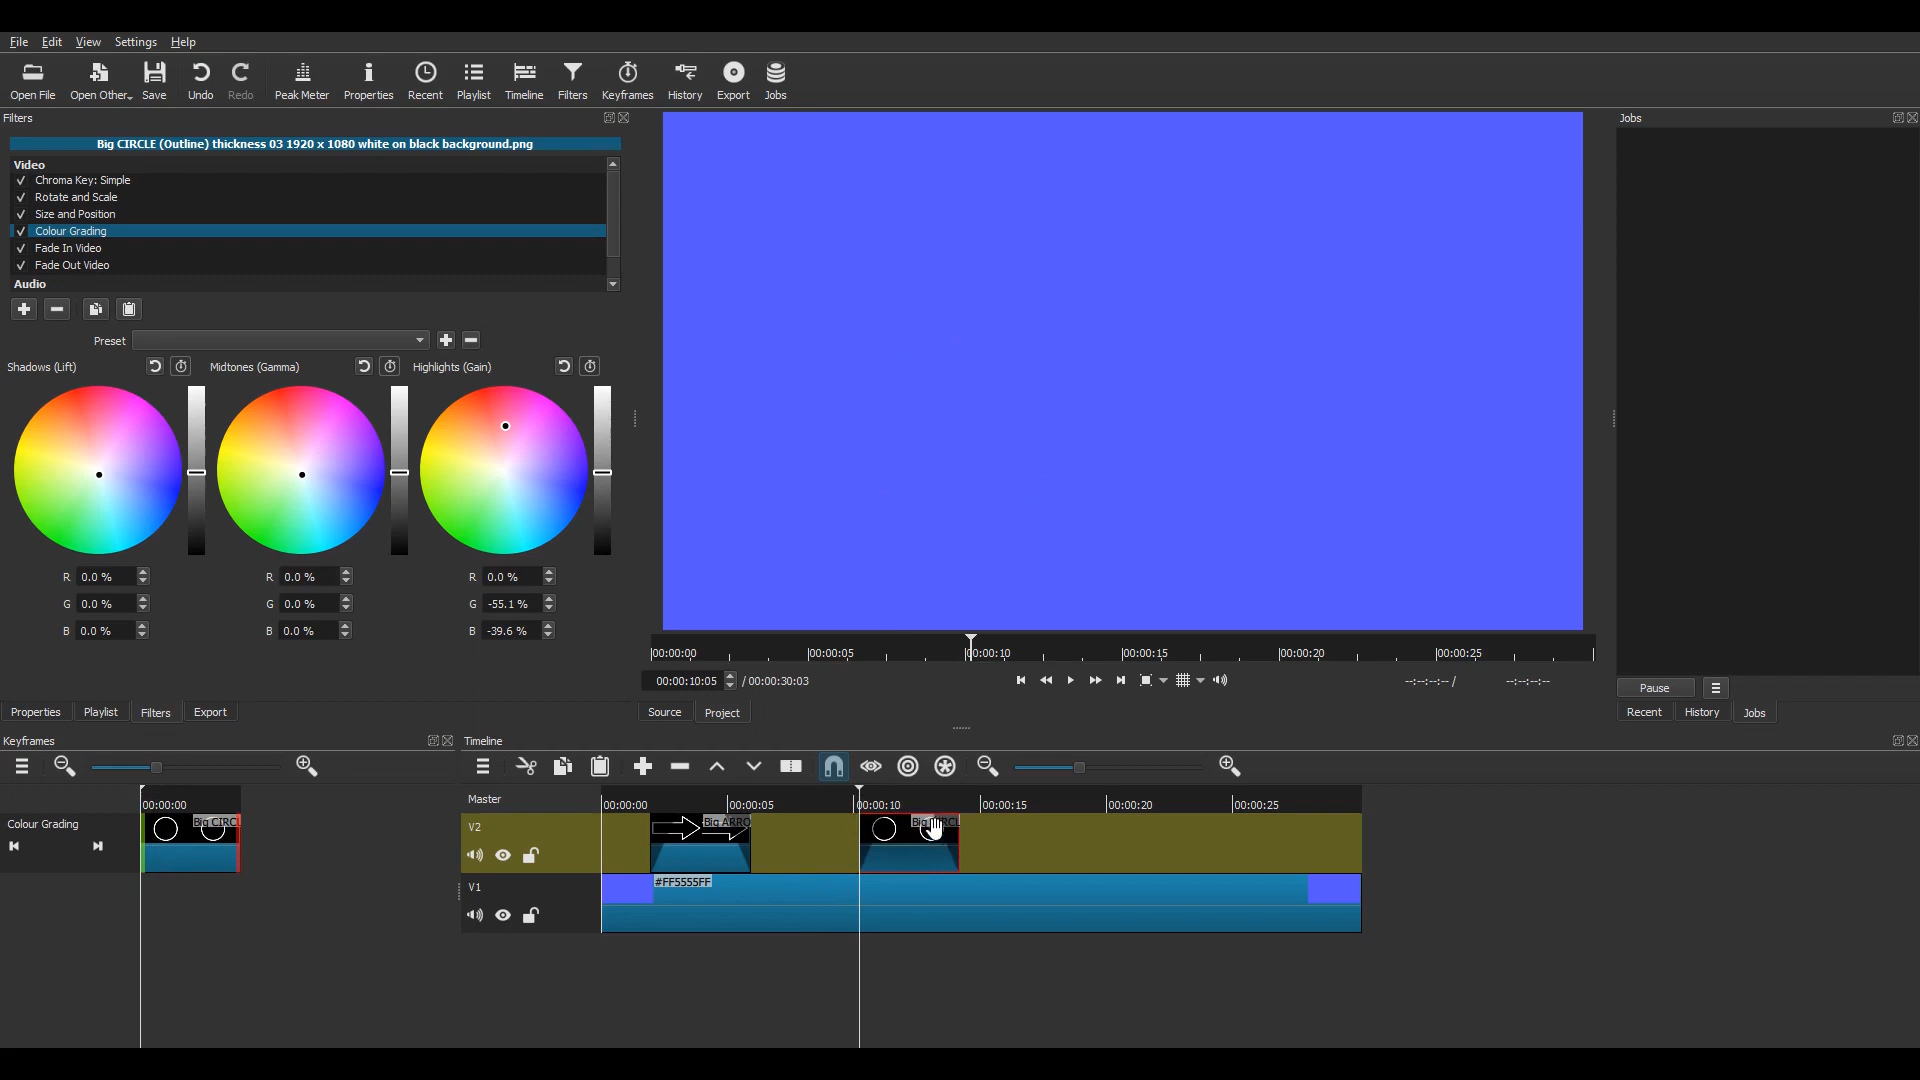 File Edit View Settings Help
Open File Open Other... Save Undo Redo Peak Meter Properties Recent Playlist Timeline Filters Keyframes History Export Jobs
Filters
Jobs
Big CIRCLE (Outline) thickness 03 1920 x 1080 white on black background.png
Video
Chroma Key: Simple
Rotate and Scale
Size and Position
Colour Grading
Fade In Video
Fade Out Video
Audio
Preset
Shadows (Lift) Midtones (Gamma) Highlights (Gain)
R 0.0 % R 0.0 % R 0.0 %
G 0.0 % G 0.0 % G -55.1 %
B 0.0 % B 0.0 % B -39.6 %
00:00:00 00:00:05 00:00:10 00:00:15 00:00:20 00:00:25
00:00:10:05 / 00:00:30:03 --:--:--:-- / --:--:--:--
Pause
Properties Playlist Filters Export
Source Project
Recent History Jobs
Keyframes
Timeline
00:00:00
Master 00:00:00 00:00:05 00:00:10 00:00:15 00:00:20 00:00:25
Colour Grading Big CIRCL
V2 Big ARRO Big
V1 #FF5555FF